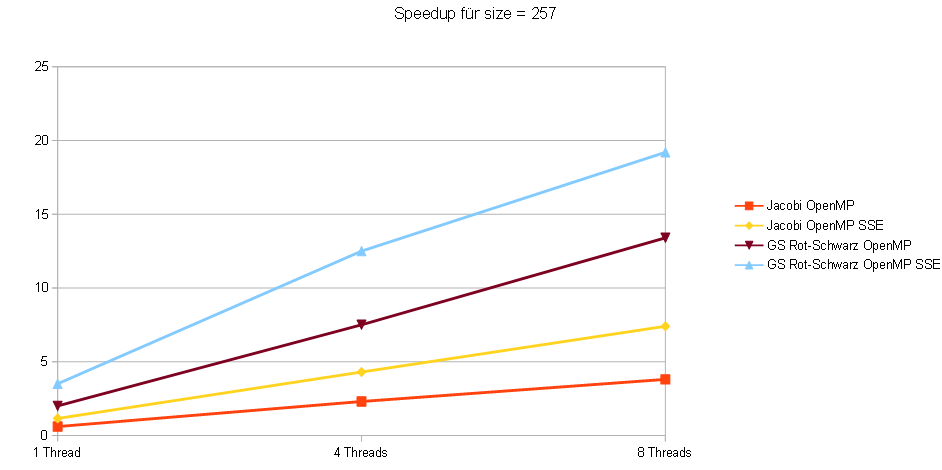 Speedup für size = 257
25
20
15
10
5
0
1 Thread
4 Threads
8 Threads
Jacobi OpenMP
Jacobi OpenMP SSE
GS Rot-Schwarz OpenMP
GS Rot-Schwarz OpenMP SSE